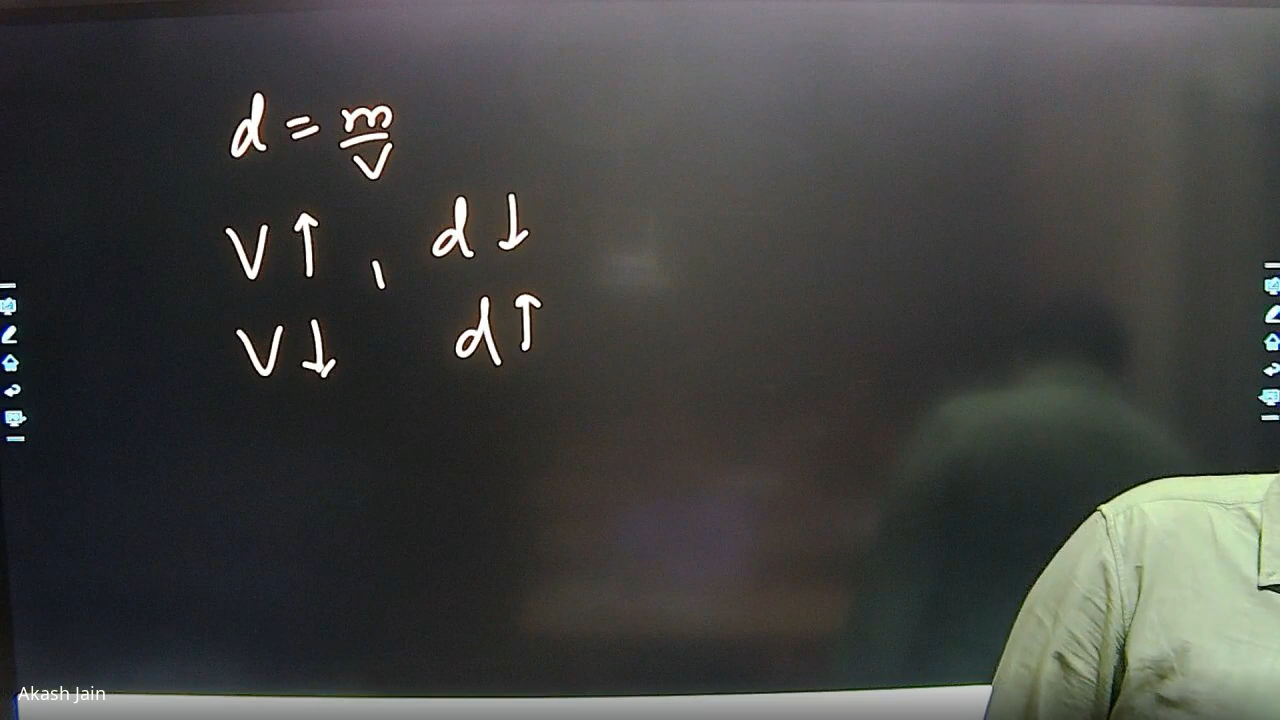 d = m/V
V ↑ , d ↓
V ↓ d ↑
Akash Jain